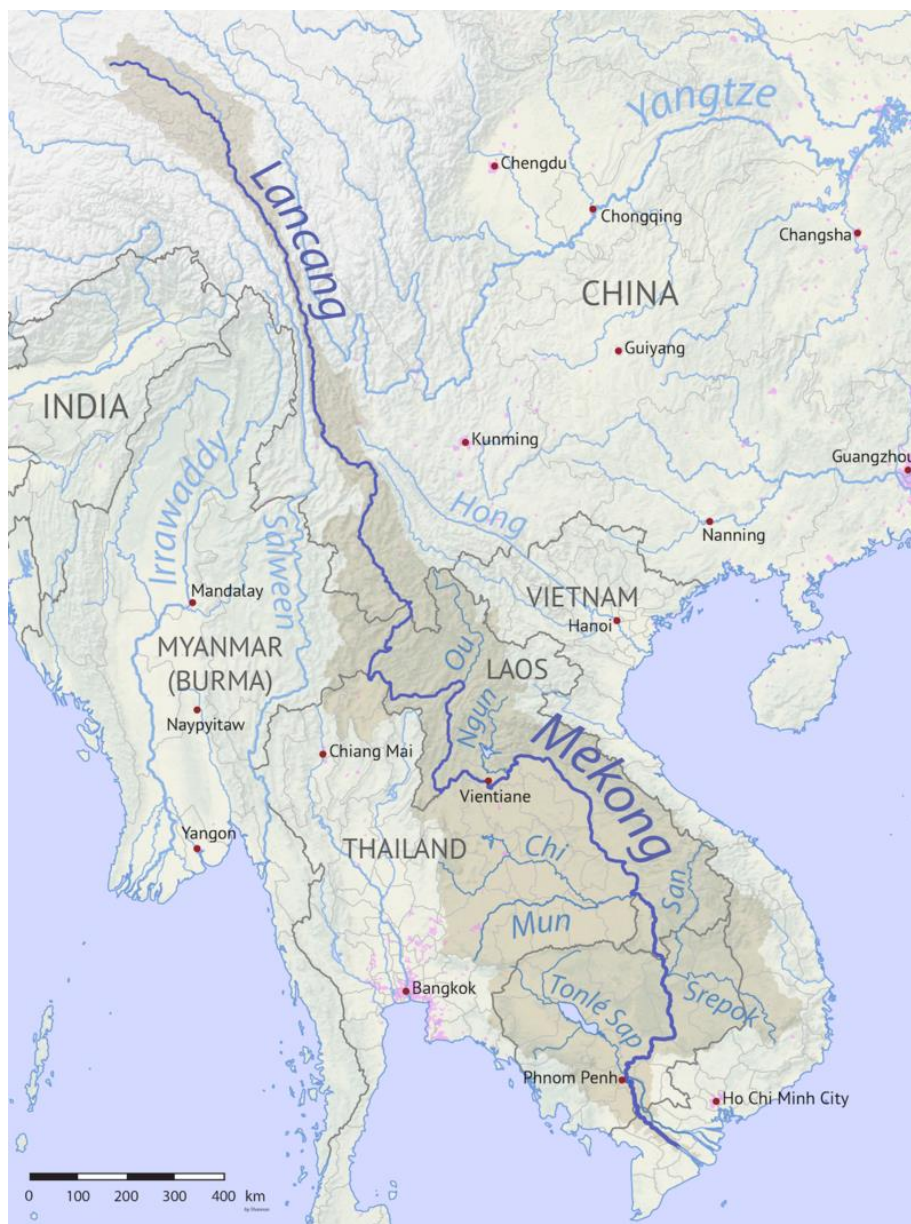 Yangtze
Chengdu
Lancang
Chongqing
Changsha
CHINA
Guiyang
INDIA
Kunming
Guangzhou
Irrawaddy
Hong
Salween
Nanning
Mandalay
VIETNAM
Hanoi
MYANMAR
(BURMA)
Ou
LAOS
Naypyitaw
Ngun
Mekong
Chiang Mai
Vientiane
Yangon
THAILAND
Chi
San
Mun
Bangkok
Tonlé Sap
Srepok
Phnom Penh
Ho Chi Minh City
0 100 200 300 400 km